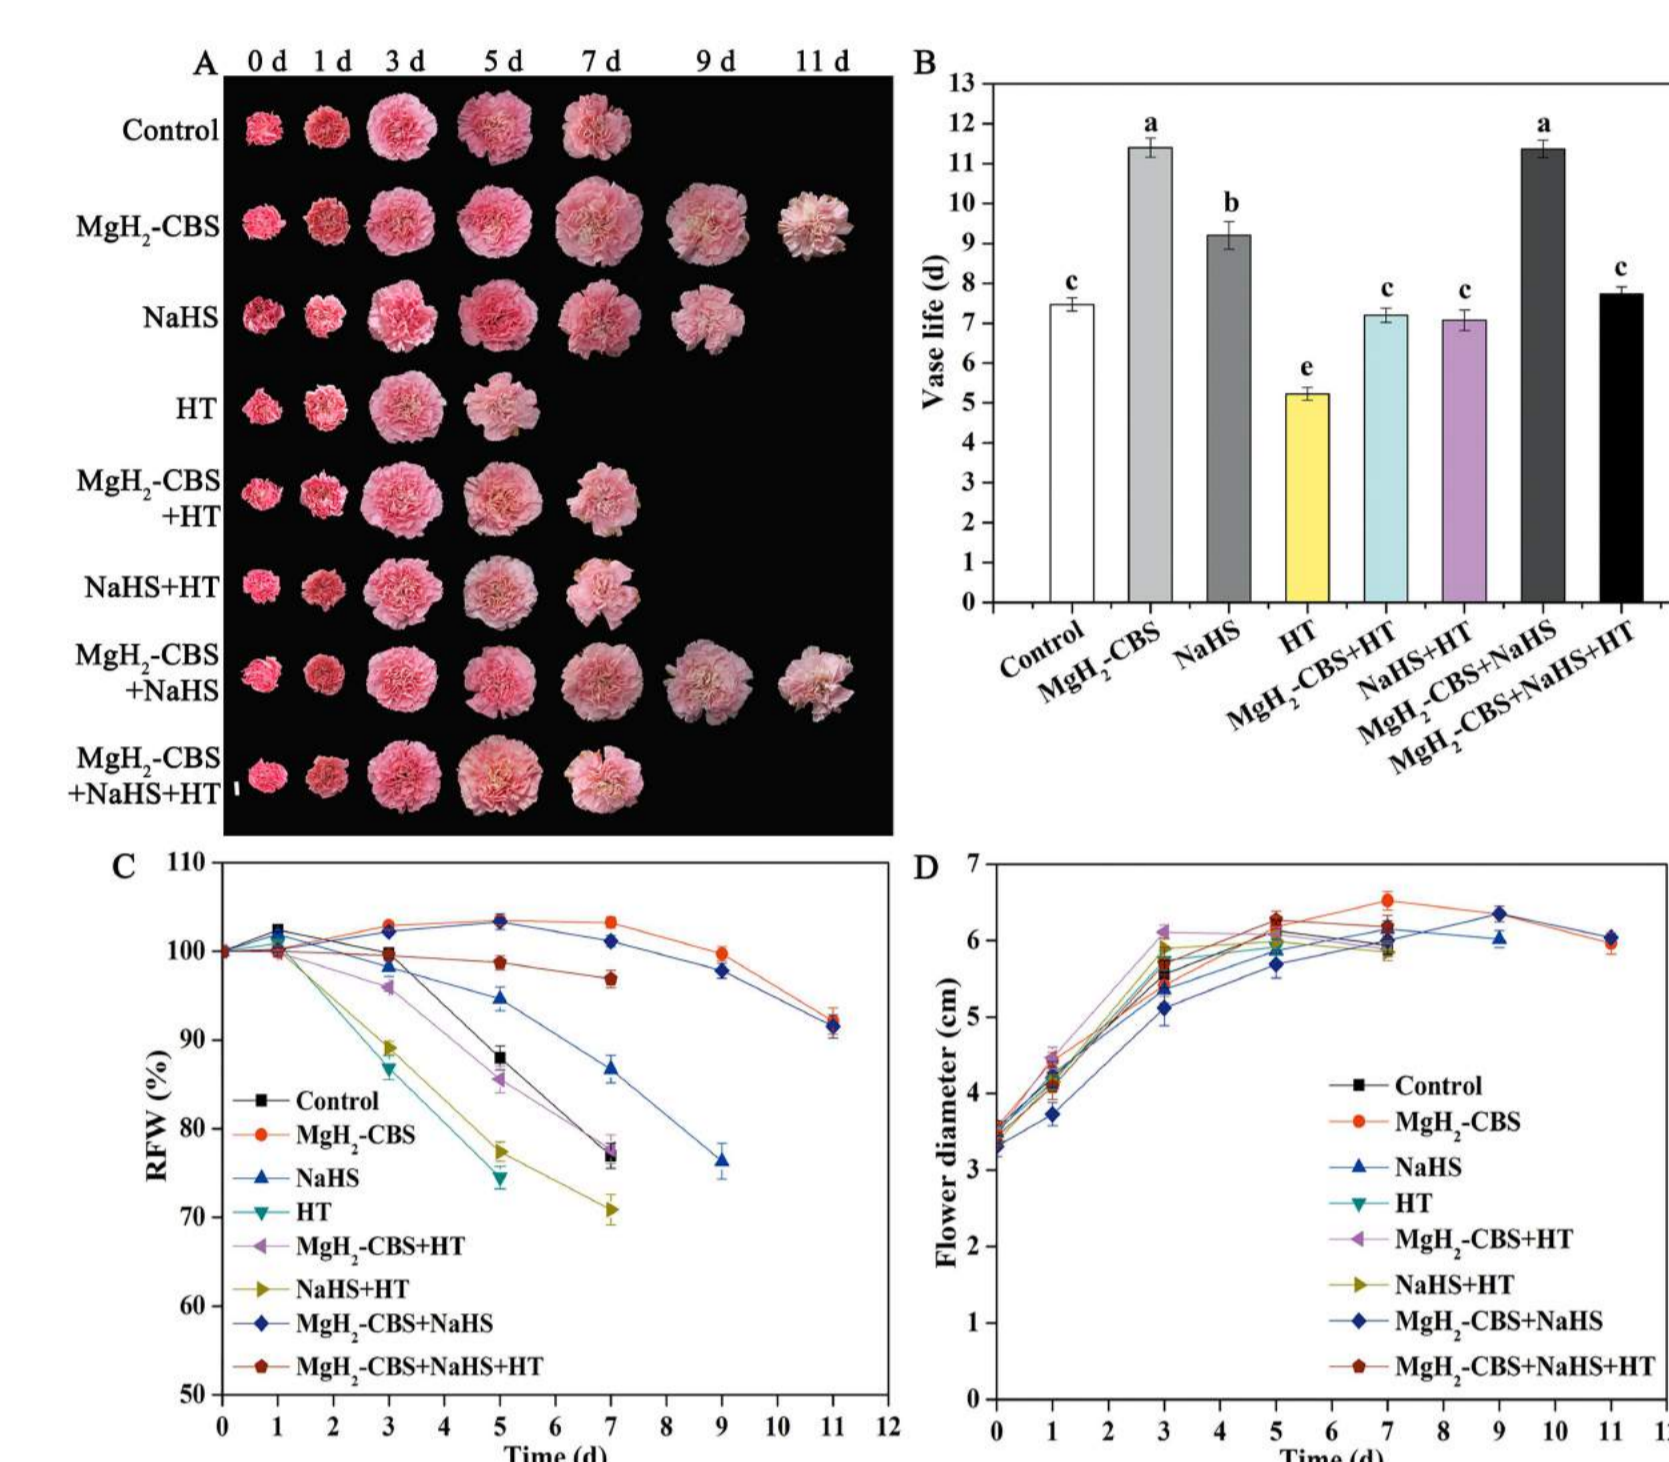 A 0 d 1 d 3 d 5 d 7 d 9 d 11 d
Control
MgH₂-CBS
NaHS
HT
MgH₂-CBS
+HT
NaHS+HT
MgH₂-CBS
+NaHS
MgH₂-CBS
+NaHS+HT
B
Vase life (d)
13
12
11
10
9
8
7
6
5
4
3
2
1
0
c a b e c c a c
Control
MgH₂-CBS
NaHS
HT
MgH₂-CBS+HT
NaHS+HT
MgH₂-CBS+NaHS
MgH₂-CBS+NaHS+HT
C
RFW (%)
110
100
90
80
70
60
50
Control
MgH₂-CBS
NaHS
HT
MgH₂-CBS+HT
NaHS+HT
MgH₂-CBS+NaHS
MgH₂-CBS+NaHS+HT
0 1 2 3 4 5 6 7 8 9 10 11 12
Time (d)
D
Flower diameter (cm)
7
6
5
4
3
2
1
0
Control
MgH₂-CBS
NaHS
HT
MgH₂-CBS+HT
NaHS+HT
MgH₂-CBS+NaHS
MgH₂-CBS+NaHS+HT
0 1 2 3 4 5 6 7 8 9 10 11
Time (d)